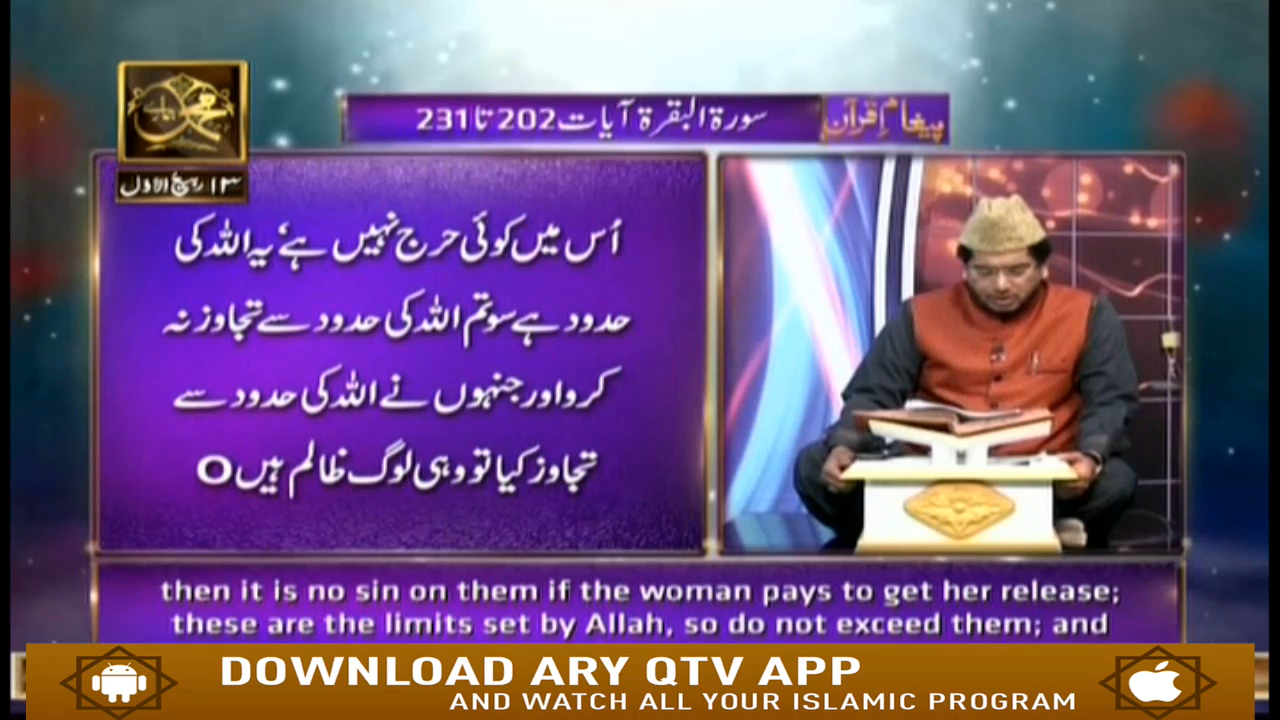 پیغامِ قرآن
سورۃ البقرۃ آیات 202 تا 231
۱۳ ربیع الاول
اُس میں کوئی حرج نہیں ہے، یہ اللہ کی
حدود ہے سو تم اللہ کی حدود سے تجاوز نہ
کرو اور جنہوں نے اللہ کی حدود سے
تجاوز کیا تو وہی لوگ ظالم ہیں O
then it is no sin on them if the woman pays to get her release;
these are the limits set by Allah, so do not exceed them; and
DOWNLOAD ARY QTV APP
AND WATCH ALL YOUR ISLAMIC PROGRAM